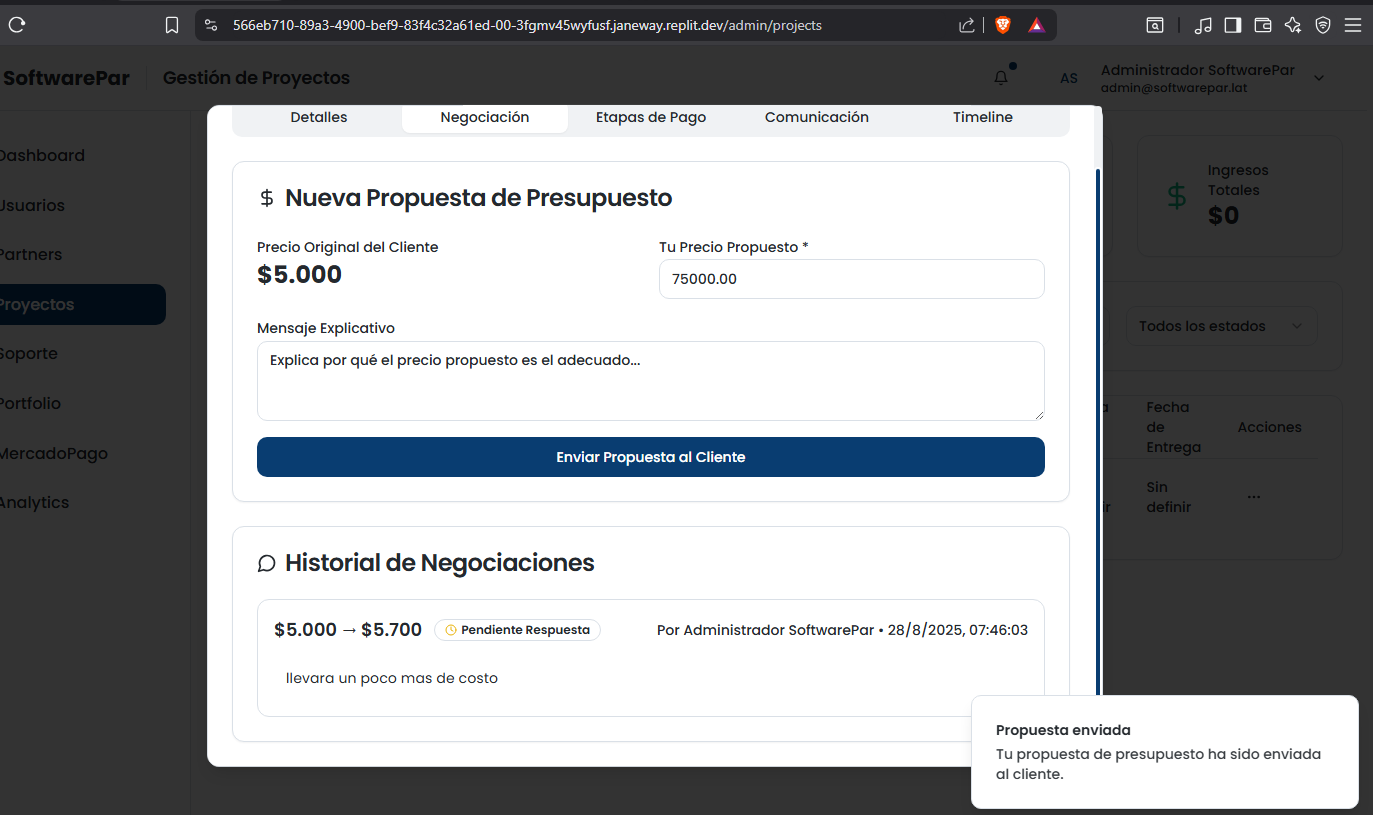 566eb710-89a3-4900-bef9-83f4c32a61ed-00-3fgmv45wyfusf.janeway.replit.dev/admin/projects
SoftwarePar
Gestión de Proyectos
AS
Administrador SoftwarePar
admin@softwarepar.lat
Dashboard
Usuarios
Partners
Proyectos
Soporte
Portfolio
MercadoPago
Analytics
Detalles
Negociación
Etapas de Pago
Comunicación
Timeline
Nueva Propuesta de Presupuesto
Precio Original del Cliente
$5.000
Tu Precio Propuesto *
75000.00
Mensaje Explicativo
Explica por qué el precio propuesto es el adecuado...
Enviar Propuesta al Cliente
Historial de Negociaciones
$5.000 → $5.700
Pendiente Respuesta
Por Administrador SoftwarePar • 28/8/2025, 07:46:03
llevara un poco mas de costo
Ingresos
Totales
$0
Todos los estados
Fecha
de
Entrega
Acciones
Sin
definir
...
Propuesta enviada
Tu propuesta de presupuesto ha sido enviada
al cliente.